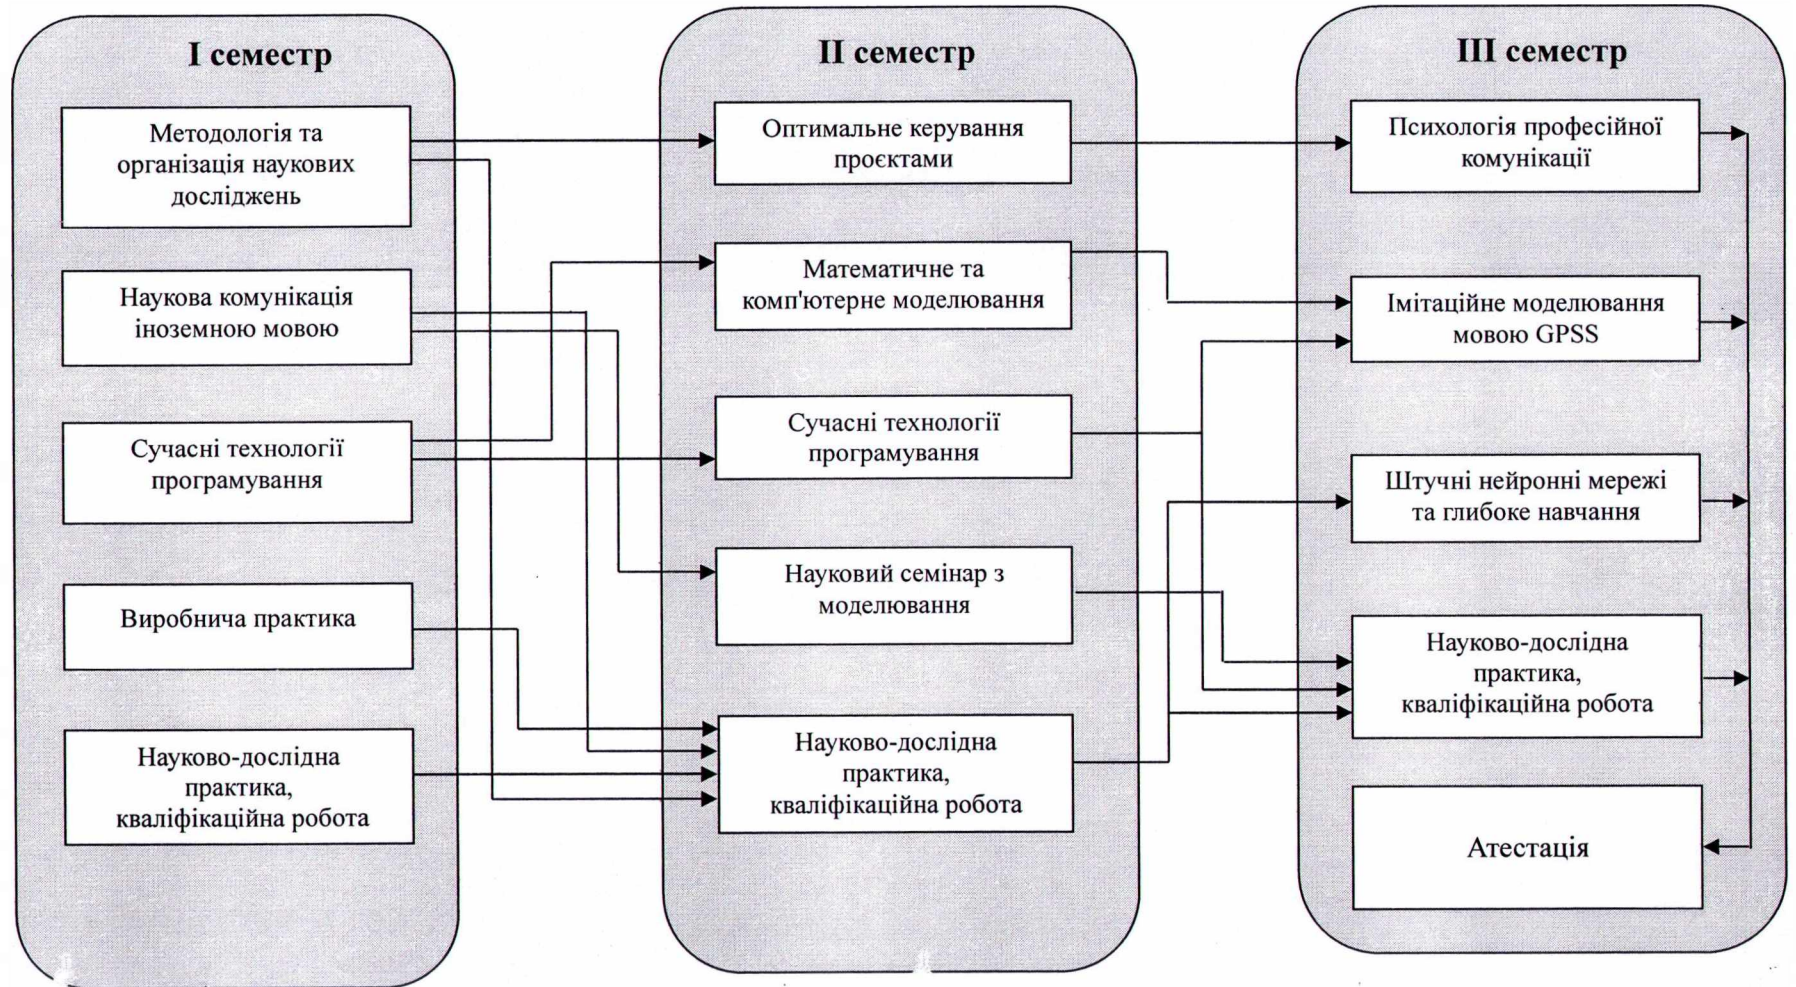 I семестр
Методологія та
організація наукових
досліджень
Наукова комунікація
іноземною мовою
Сучасні технології
програмування
Виробнича практика
Науково-дослідна
практика,
кваліфікаційна робота
II семестр
Оптимальне керування
проєктами
Математичне та
комп'ютерне моделювання
Сучасні технології
програмування
Науковий семінар з
моделювання
Науково-дослідна
практика,
кваліфікаційна робота
III семестр
Психологія професійної
комунікації
Імітаційне моделювання
мовою GPSS
Штучні нейронні мережі
та глибоке навчання
Науково-дослідна
практика,
кваліфікаційна робота
Атестація